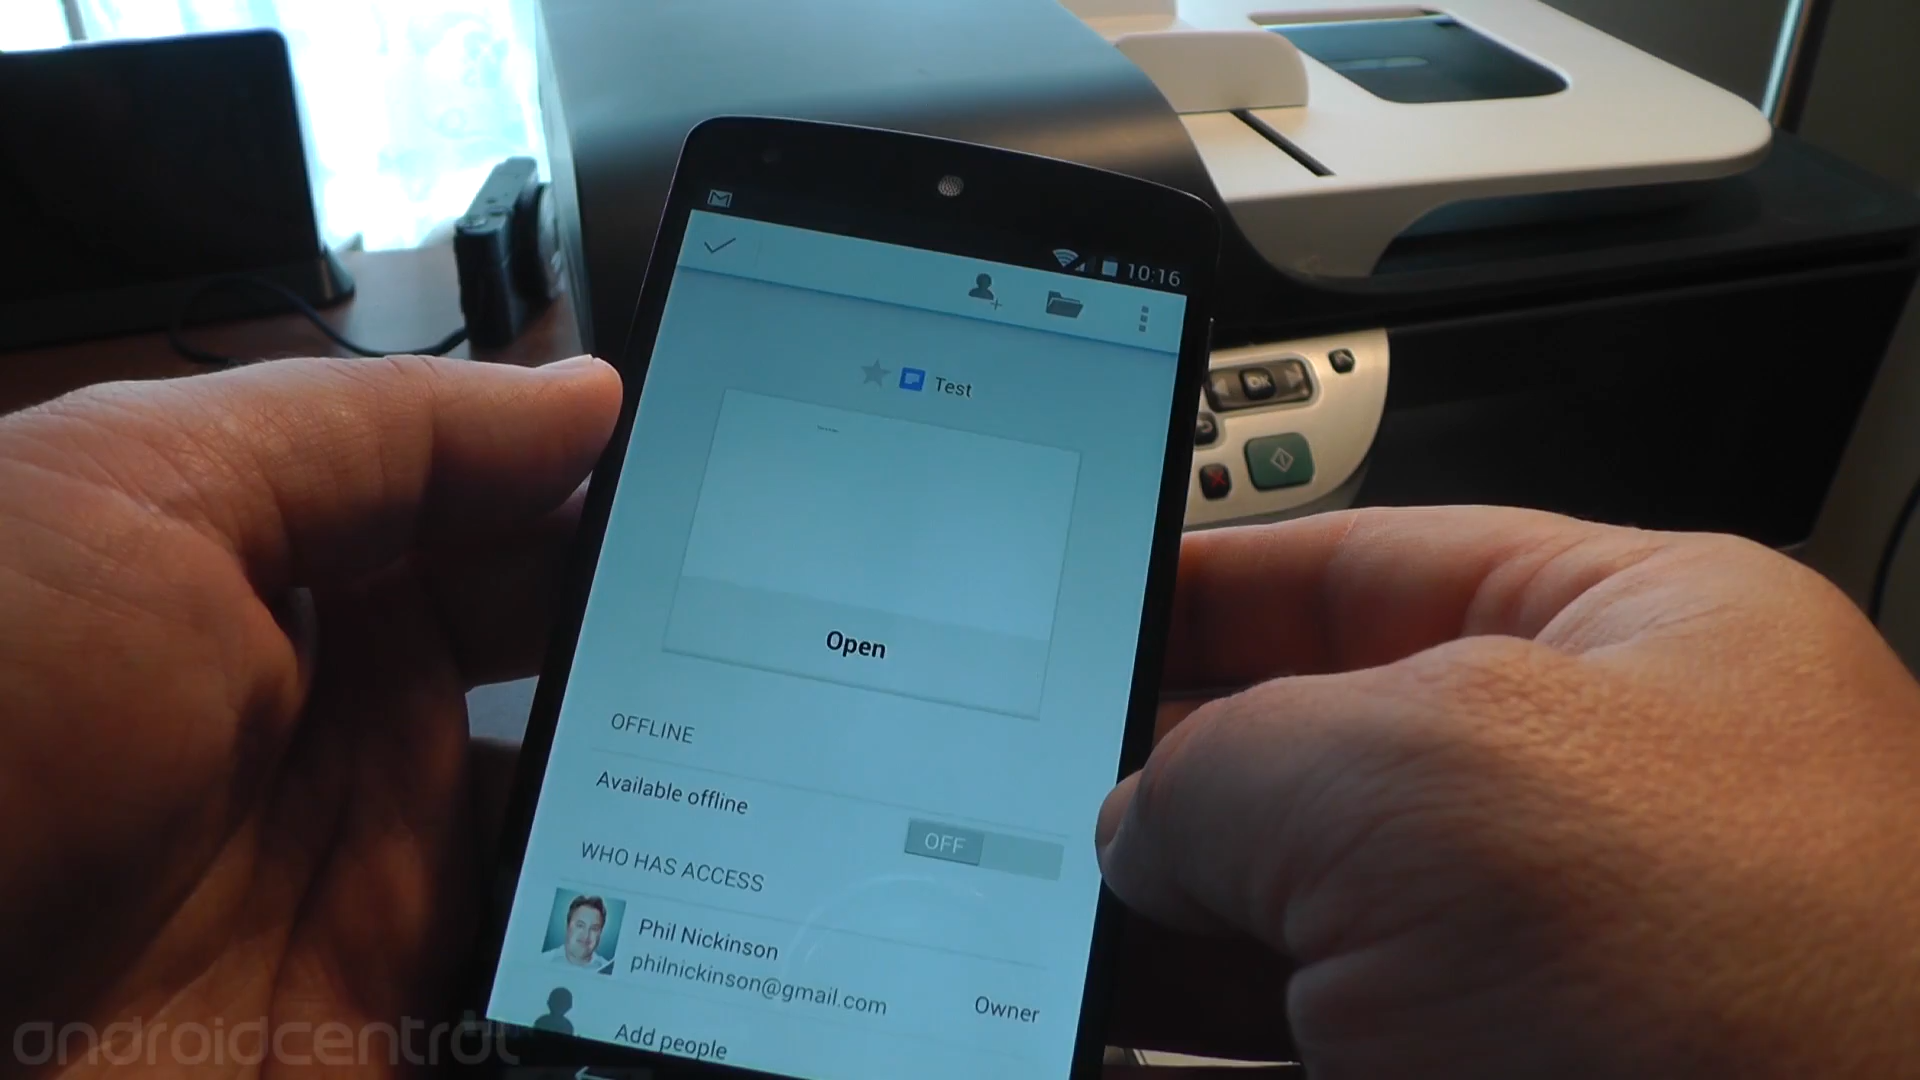 10:16
Test
Open
OFFLINE
Available offline
OFF
WHO HAS ACCESS
Phil Nickinson
philnickinson@gmail.com
Owner
Add people
OK
androidcentral